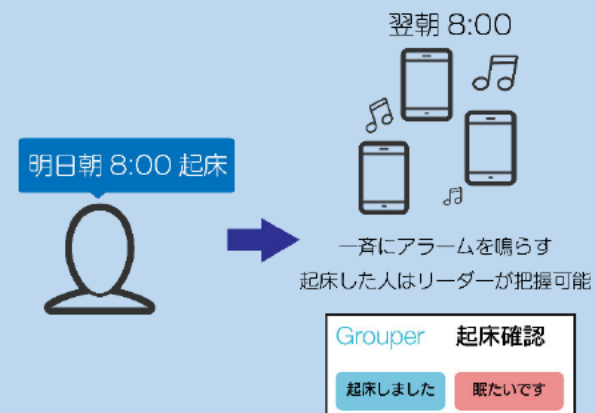 翌朝 8:00
明日朝 8:00 起床
一斉にアラームを鳴らす
起床した人はリーダーが把握可能
Grouper 起床確認
起床しました 眠たいです